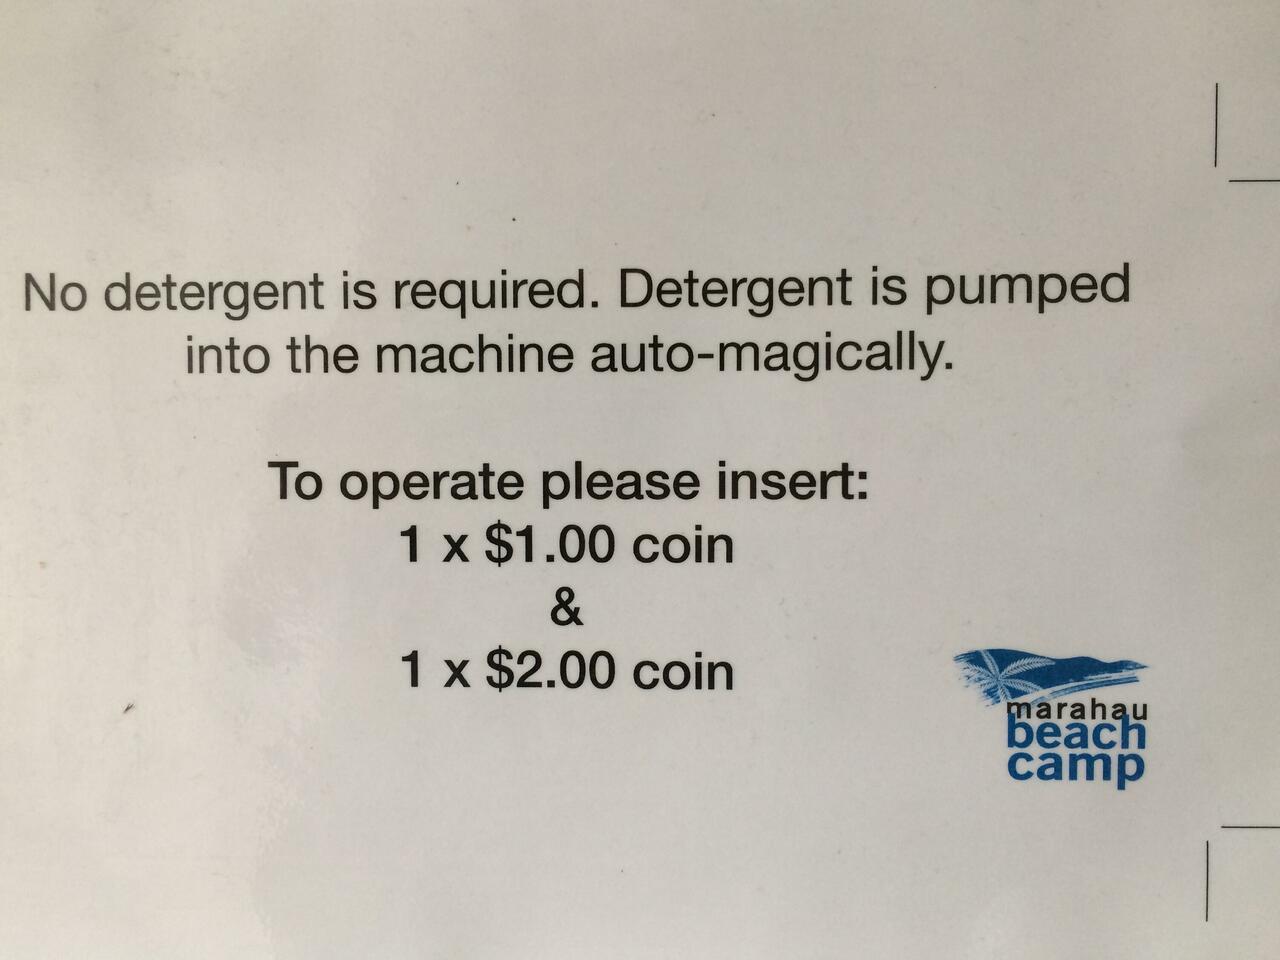 No detergent is required. Detergent is pumped
into the machine auto-magically.
To operate please insert:
1 x $1.00 coin
&
1 x $2.00 coin
marahau
beach
camp